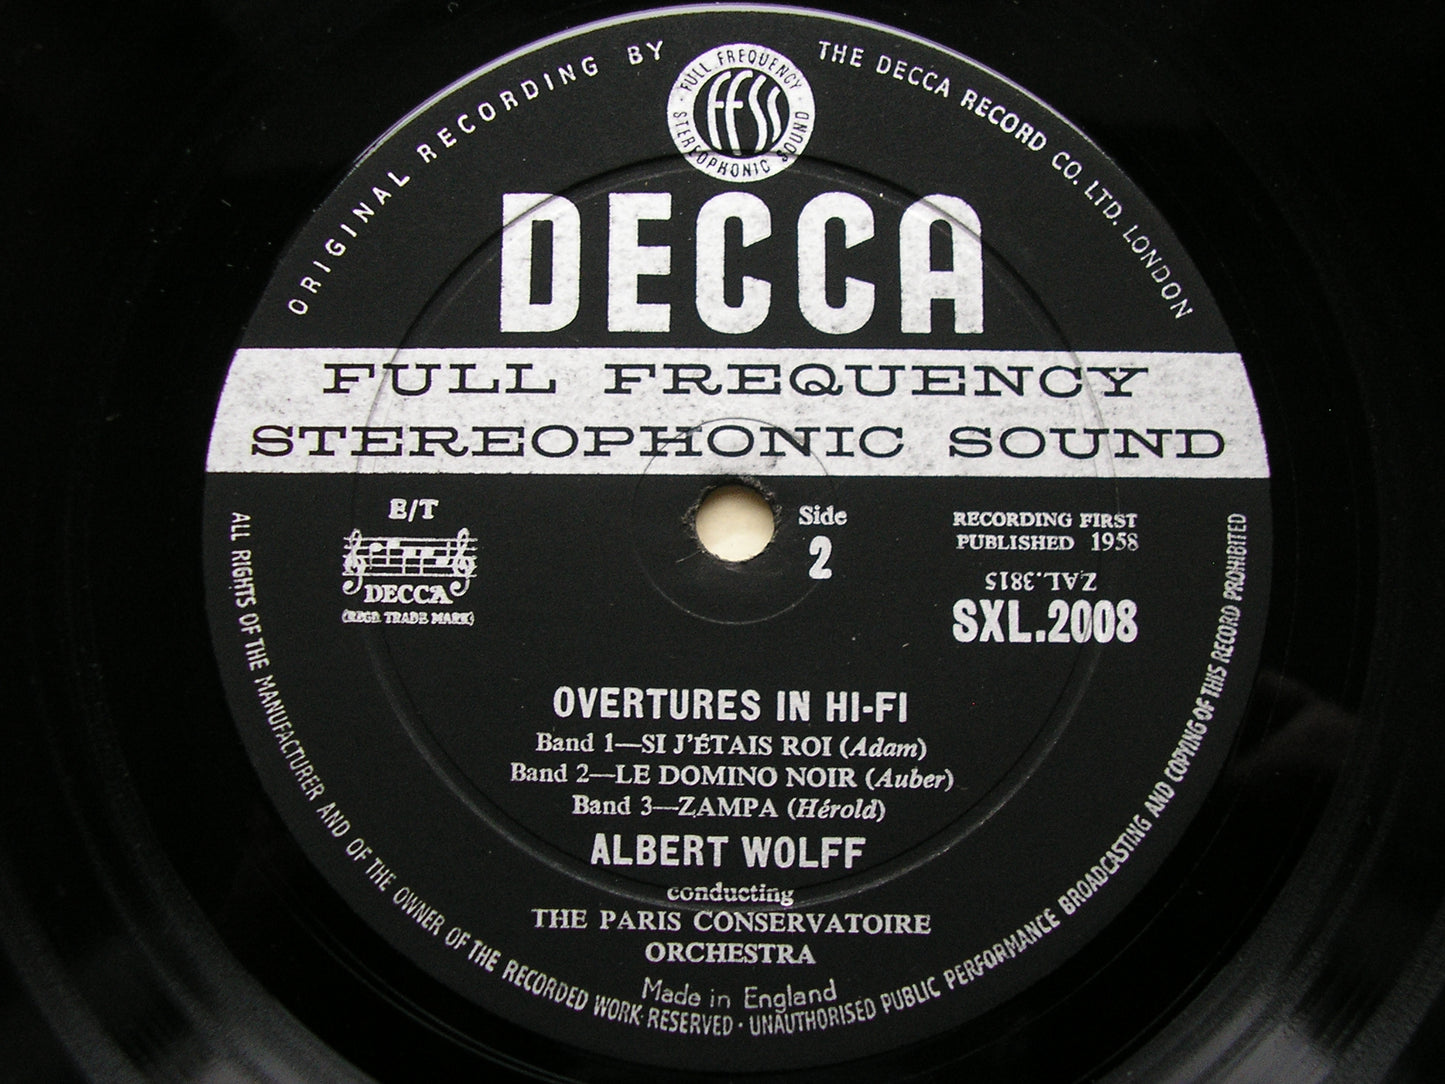 ORIGINAL RECORDING BY
THE DECCA RECORD CO. LTD. LONDON
FULL FREQUENCY
ffss
STEREOPHONIC SOUND
DECCA
FULL FREQUENCY
STEREOPHONIC SOUND
E/T
DECCA
(REGD. TRADE MARK)
Side
2
RECORDING FIRST
PUBLISHED 1958
ZAL.3815
SXL.2008
OVERTURES IN HI-FI
Band 1—SI J'ÉTAIS ROI (Adam)
Band 2—LE DOMINO NOIR (Auber)
Band 3—ZAMPA (Hérold)
ALBERT WOLFF
conducting
THE PARIS CONSERVATOIRE
ORCHESTRA
Made in England
ALL RIGHTS OF THE MANUFACTURER AND OF THE OWNER OF THE RECORDED WORK RESERVED · UNAUTHORISED PUBLIC PERFORMANCE BROADCASTING AND COPYING OF THIS RECORD PROHIBITED